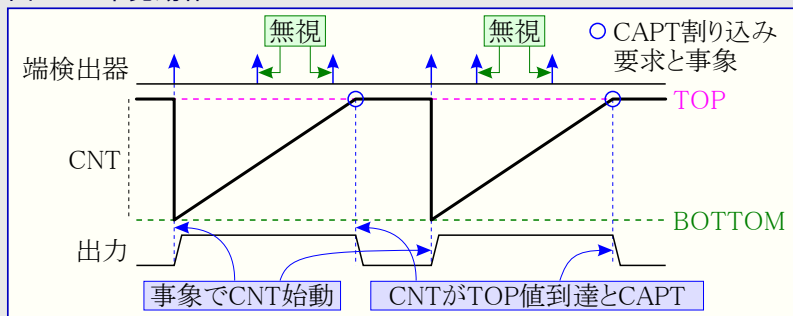 無視
無視
CAPT割り込み
要求と事象
端検出器
TOP
CNT
BOTTOM
出力
事象でCNT始動
CNTがTOP値到達とCAPT